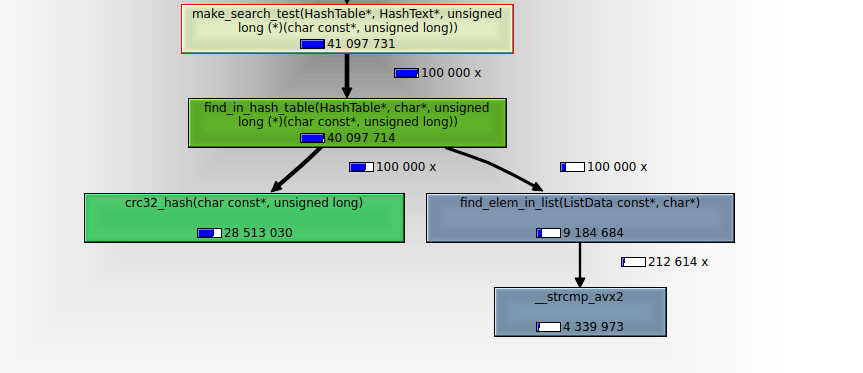 make_search_test(HashTable*, HashText*, unsigned
long (*)(char const*, unsigned long))
41 097 731
100 000 x
find_in_hash_table(HashTable*, char*, unsigned
long (*)(char const*, unsigned long))
40 097 714
100 000 x
100 000 x
crc32_hash(char const*, unsigned long)
28 513 030
find_elem_in_list(ListData const*, char*)
9 184 684
212 614 x
__strcmp_avx2
4 339 973